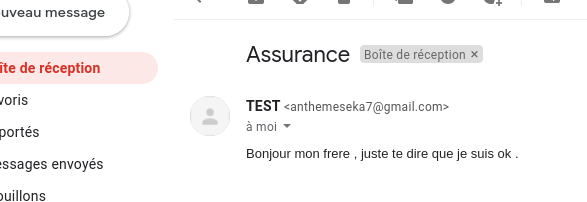 ouveau message
Assurance Boîte de réception ×
îte de réception
voris
TEST <anthemeseka7@gmail.com>
à moi
portés
Bonjour mon frere , juste te dire que je suis ok .
essages envoyés
ouillons